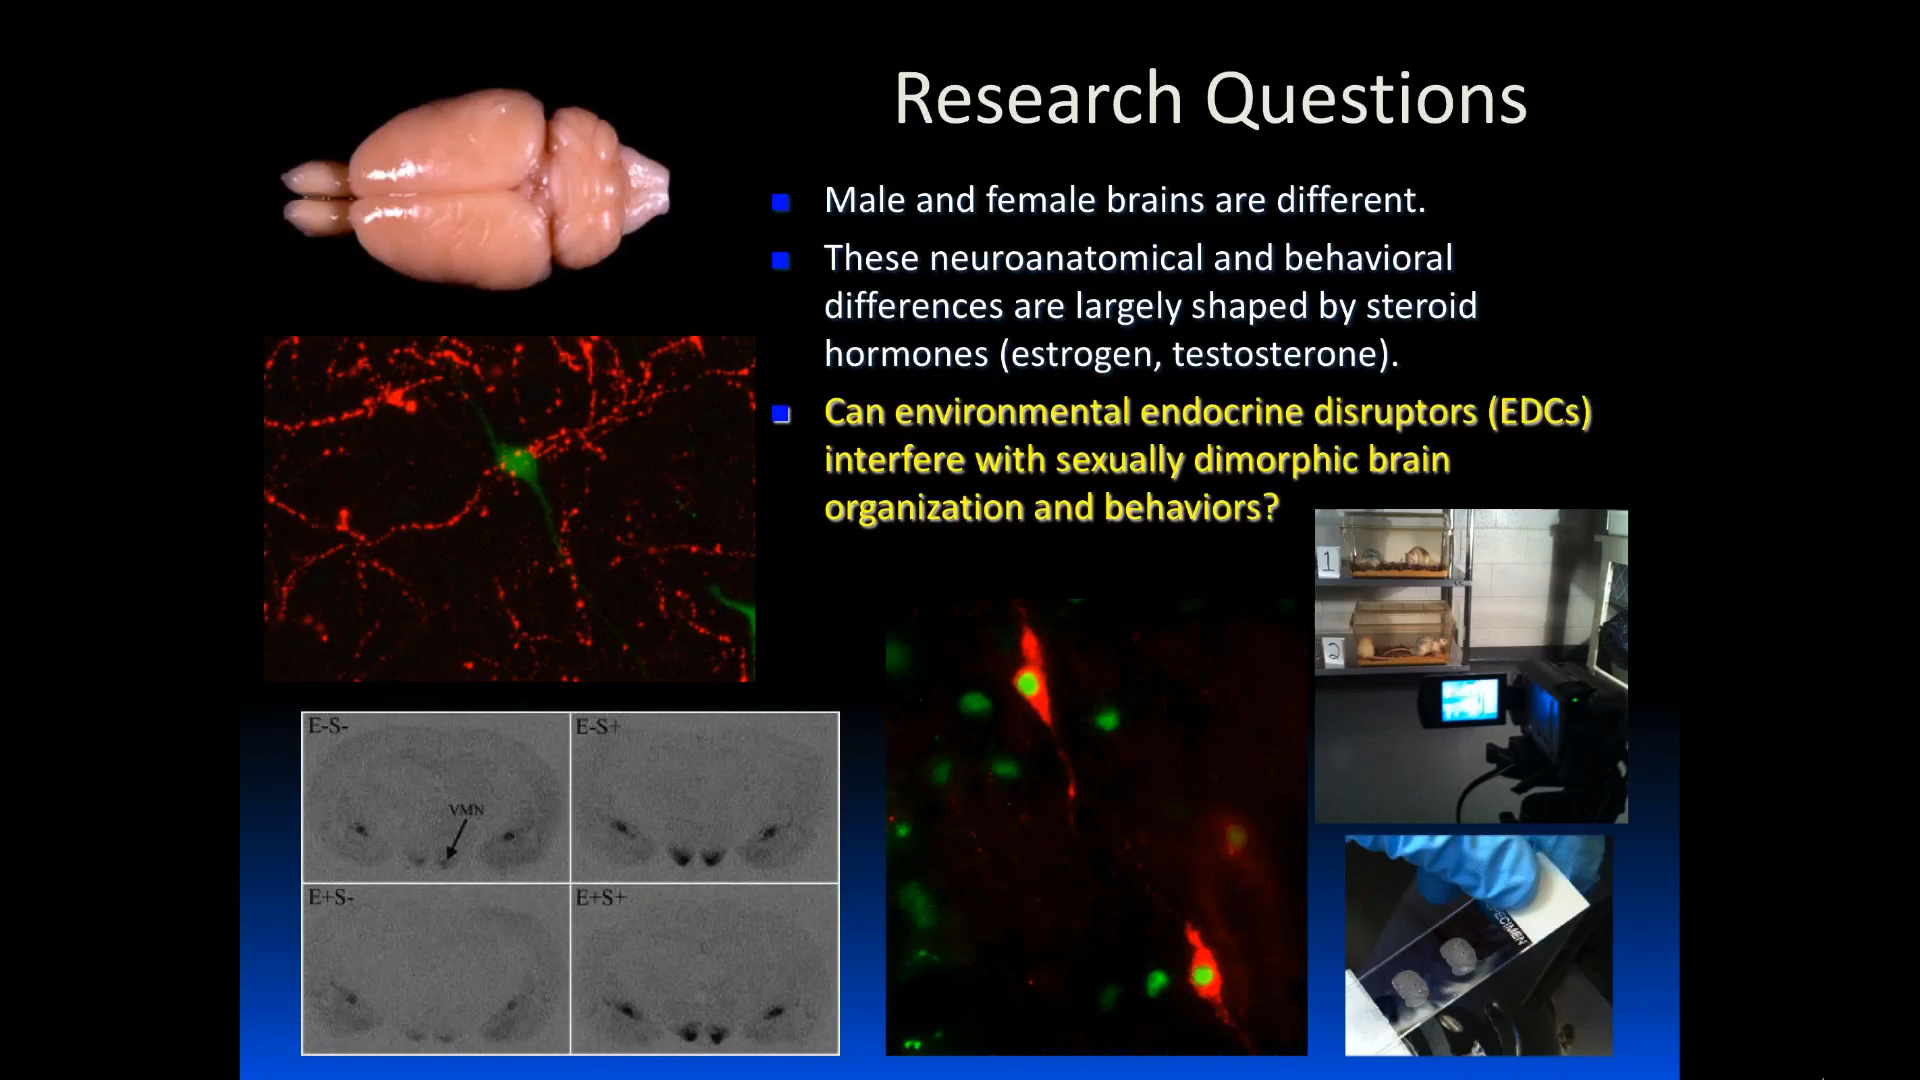 Research Questions
Male and female brains are different.
These neuroanatomical and behavioral
differences are largely shaped by steroid
hormones (estrogen, testosterone).
Can environmental endocrine disruptors (EDCs)
interfere with sexually dimorphic brain
organization and behaviors?
1
2
E-S-
E-S+
VMN
E+S-
E+S+
SPECIMEN